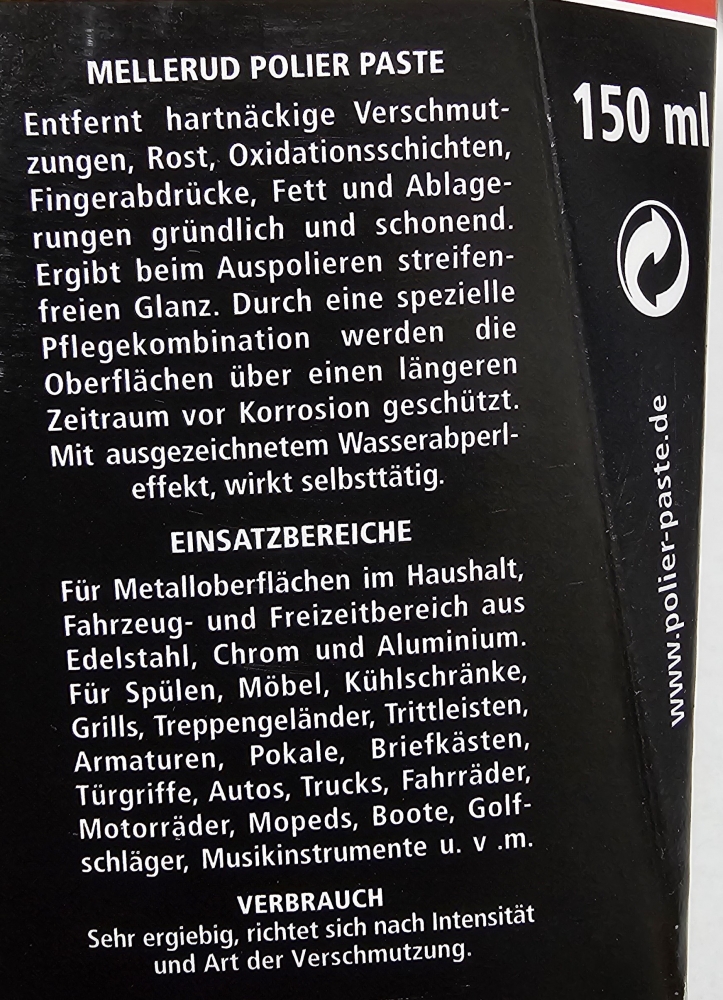 MELLERUD POLIER PASTE
Entfernt hartnäckige Verschmut-
zungen, Rost, Oxidationsschichten,
Fingerabdrücke, Fett und Ablage-
rungen gründlich und schonend.
Ergibt beim Auspolieren streifen-
freien Glanz. Durch eine spezielle
Pflegekombination werden die
Oberflächen über einen längeren
Zeitraum vor Korrosion geschützt.
Mit ausgezeichnetem Wasserabperl-
effekt, wirkt selbsttätig.
EINSATZBEREICHE
Für Metalloberflächen im Haushalt,
Fahrzeug- und Freizeitbereich aus
Edelstahl, Chrom und Aluminium.
Für Spülen, Möbel, Kühlschränke,
Grills, Treppengeländer, Trittleisten,
Armaturen, Pokale, Briefkästen,
Türgriffe, Autos, Trucks, Fahrräder,
Motorräder, Mopeds, Boote, Golf-
schläger, Musikinstrumente u. v .m.
VERBRAUCH
Sehr ergiebig, richtet sich nach Intensität
und Art der Verschmutzung.
150 ml
www.polier-paste.de